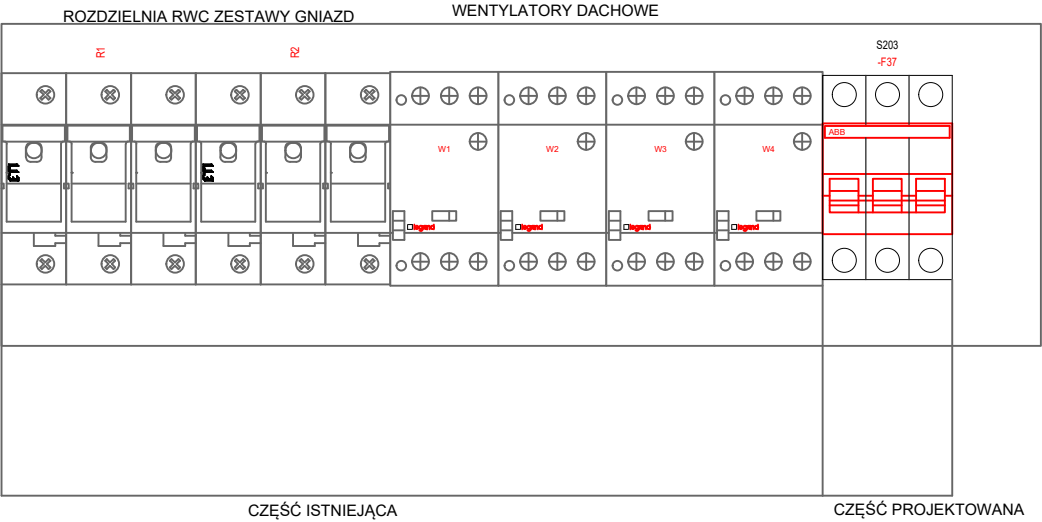 ROZDZIELNIA RWC ZESTAWY GNIAZD
WENTYLATORY DACHOWE
R1
R2
S203
-F37
ABB
W1
W2
W3
W4
legrand
legrand
legrand
legrand
CZĘŚĆ ISTNIEJĄCA
CZĘŚĆ PROJEKTOWANA